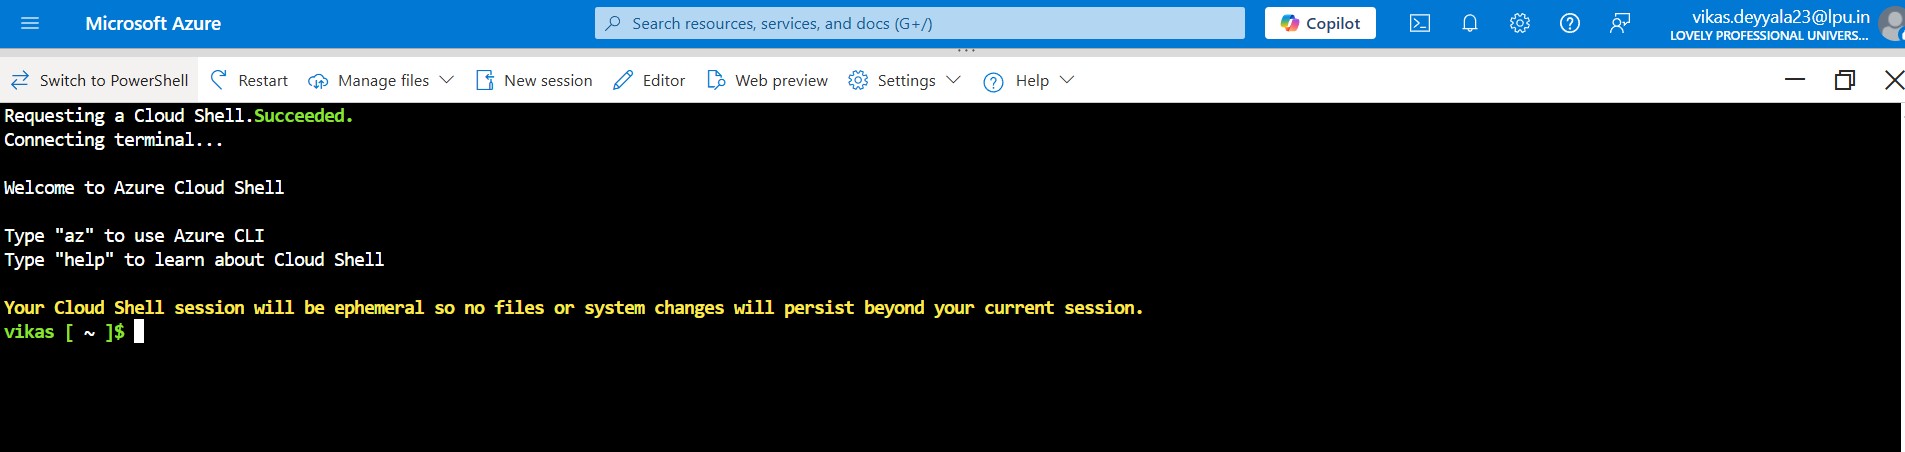 Microsoft Azure
Search resources, services, and docs (G+/)
Copilot
vikas.deyyala23@lpu.in
LOVELY PROFESSIONAL UNIVERS...
Switch to PowerShell
Restart
Manage files
New session
Editor
Web preview
Settings
Help
Requesting a Cloud Shell.Succeeded.
Connecting terminal...
Welcome to Azure Cloud Shell
Type "az" to use Azure CLI
Type "help" to learn about Cloud Shell
Your Cloud Shell session will be ephemeral so no files or system changes will persist beyond your current session.
vikas [ ~ ]$